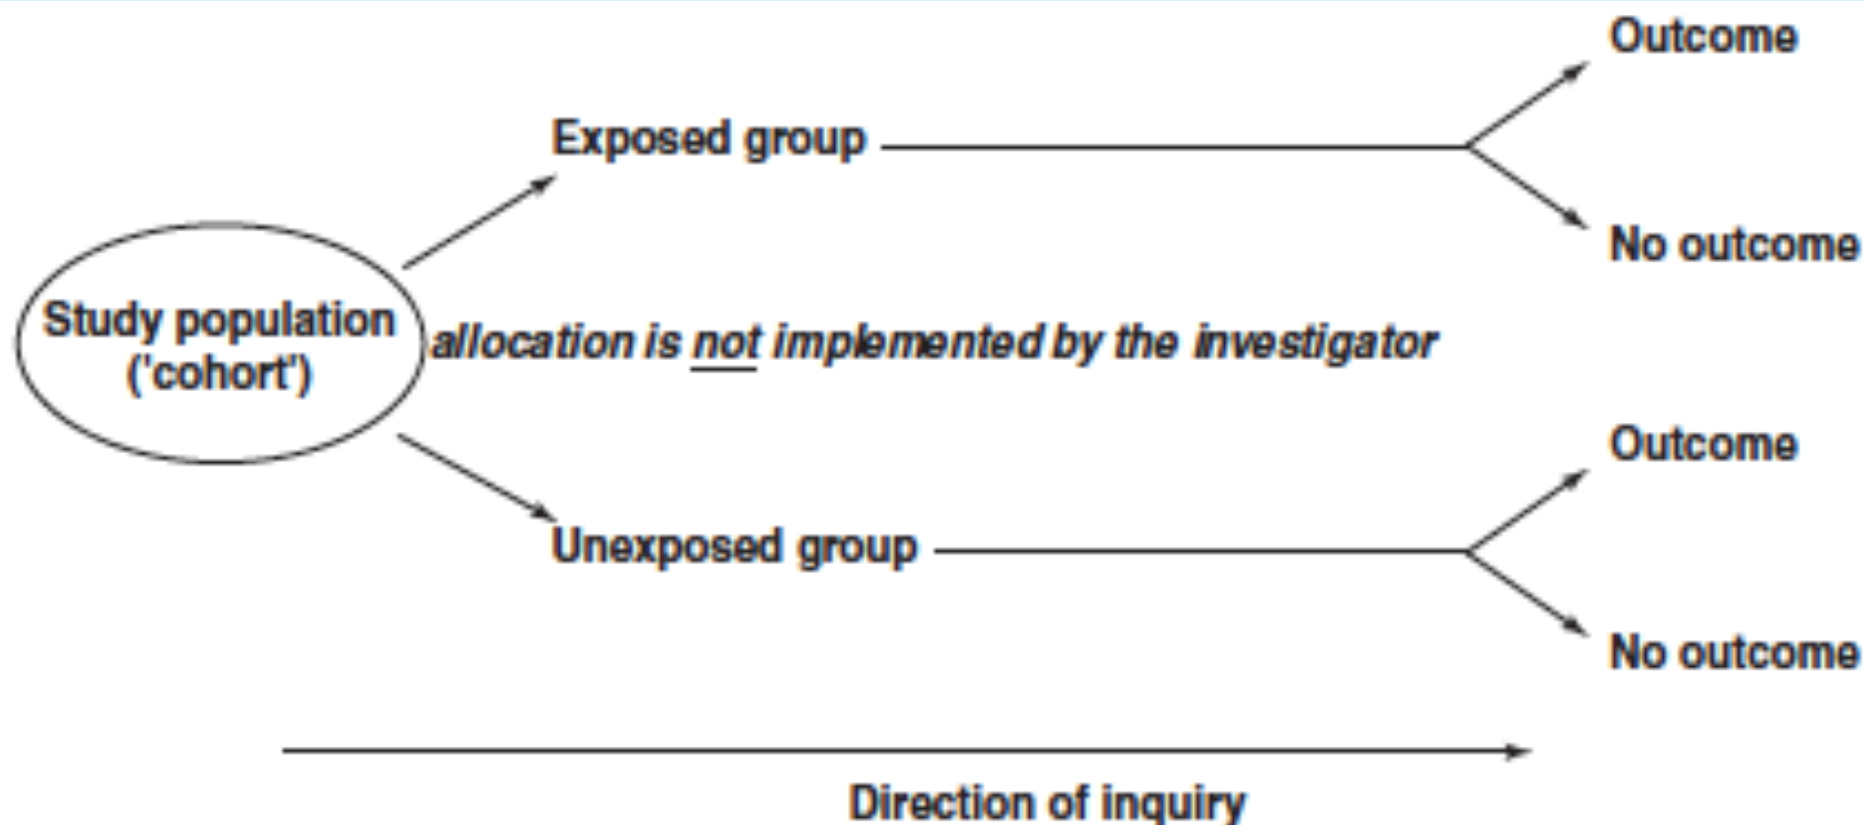 Outcome
Exposed group
No outcome
Study population
('cohort')
allocation is not implemented by the investigator
Outcome
Unexposed group
No outcome
Direction of inquiry